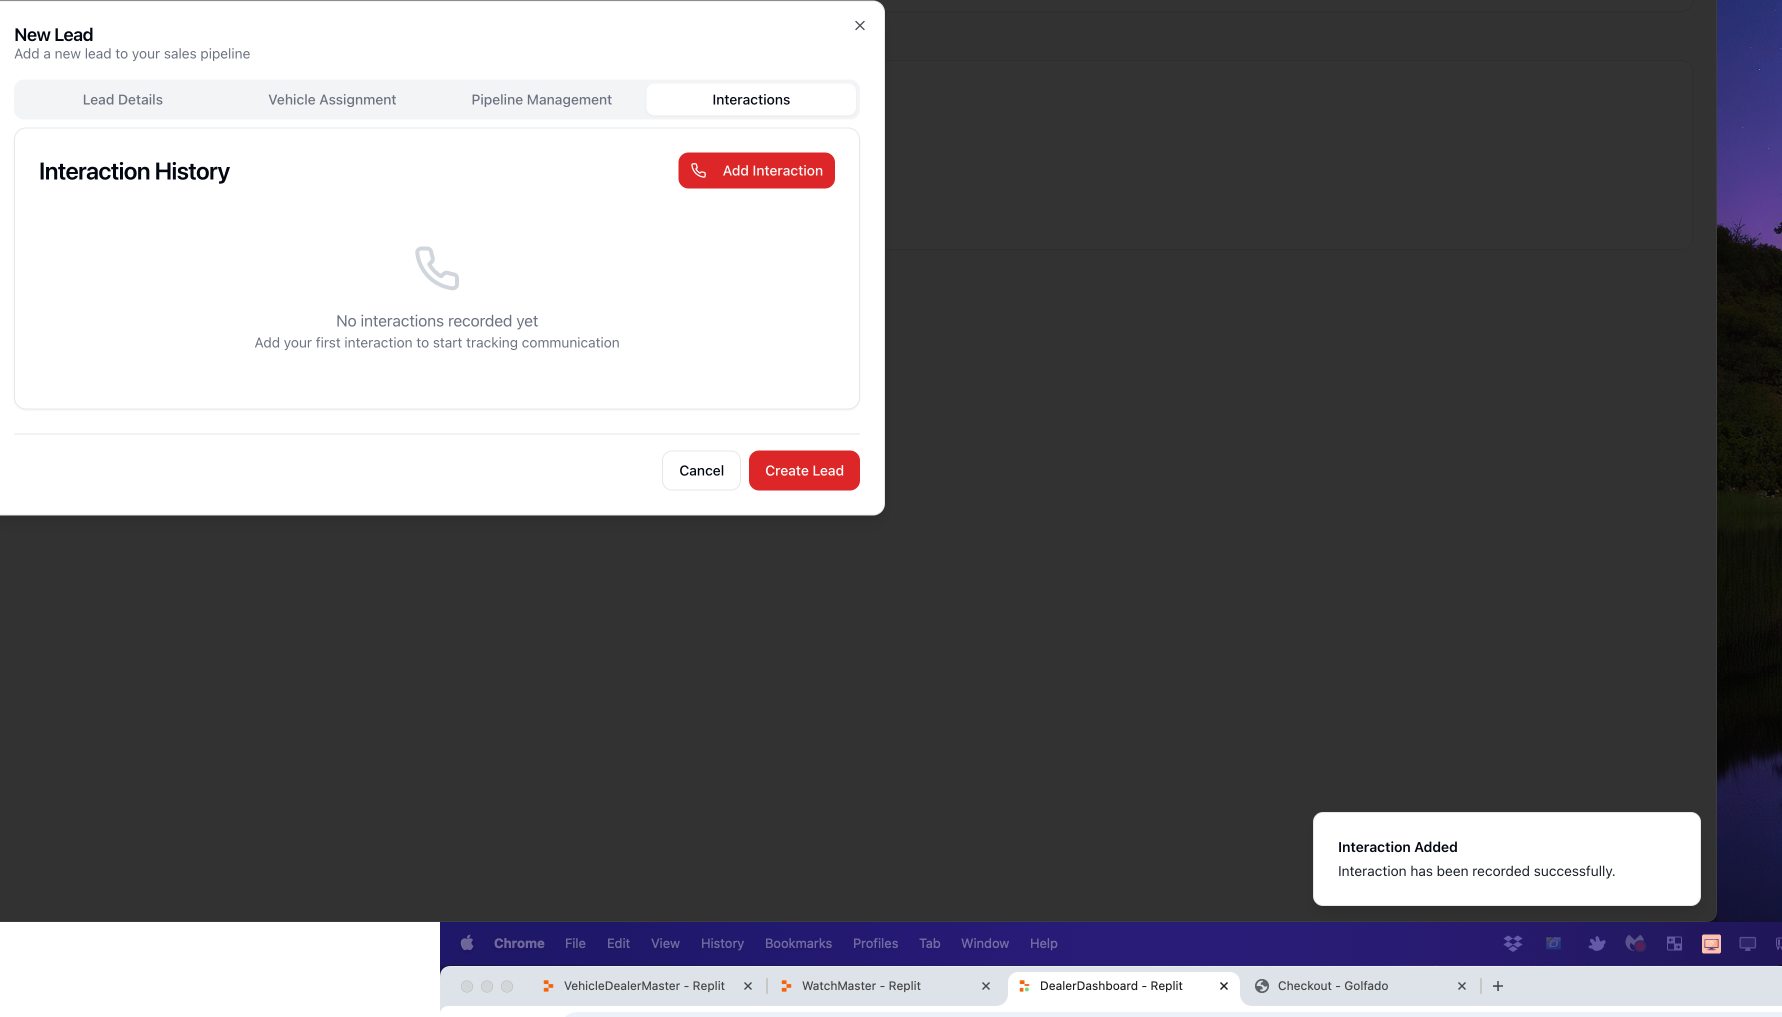 New Lead
Add a new lead to your sales pipeline
Lead Details Vehicle Assignment Pipeline Management Interactions
Interaction History
Add Interaction
No interactions recorded yet
Add your first interaction to start tracking communication
Cancel Create Lead
Interaction Added
Interaction has been recorded successfully.
Chrome File Edit View History Bookmarks Profiles Tab Window Help
VehicleDealerMaster - Replit WatchMaster - Replit DealerDashboard - Replit Checkout - Golfado